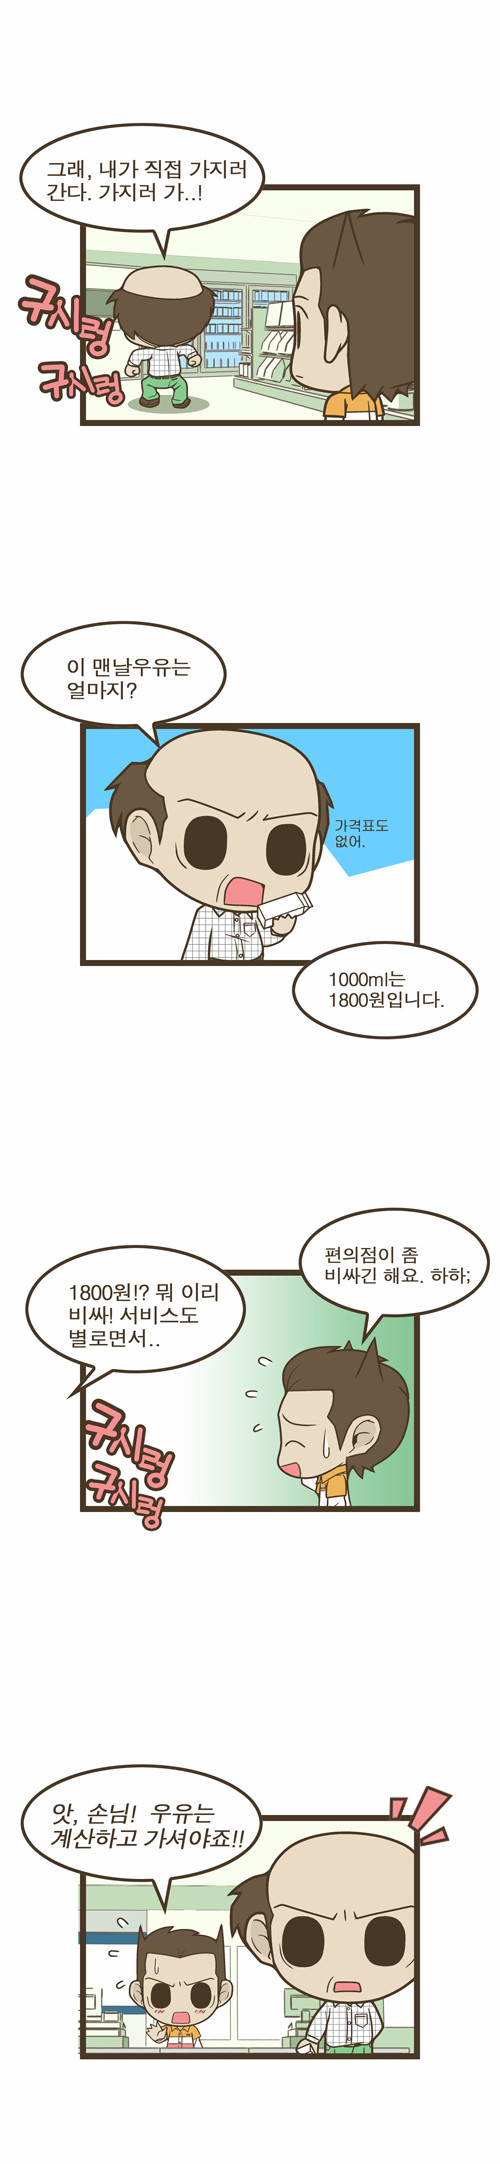 그래, 내가 직접 가지러
간다. 가지러 가..!
구시렁
구시렁
이 맨날우유는
얼마지?
가격표도
없어.
1000ml는
1800원입니다.
편의점이 좀
비싸긴 해요. 하하;
1800원!? 뭐 이리
비싸! 서비스도
별로면서..
구시렁
구시렁
앗, 손님! 우유는
계산하고 가셔야죠!!